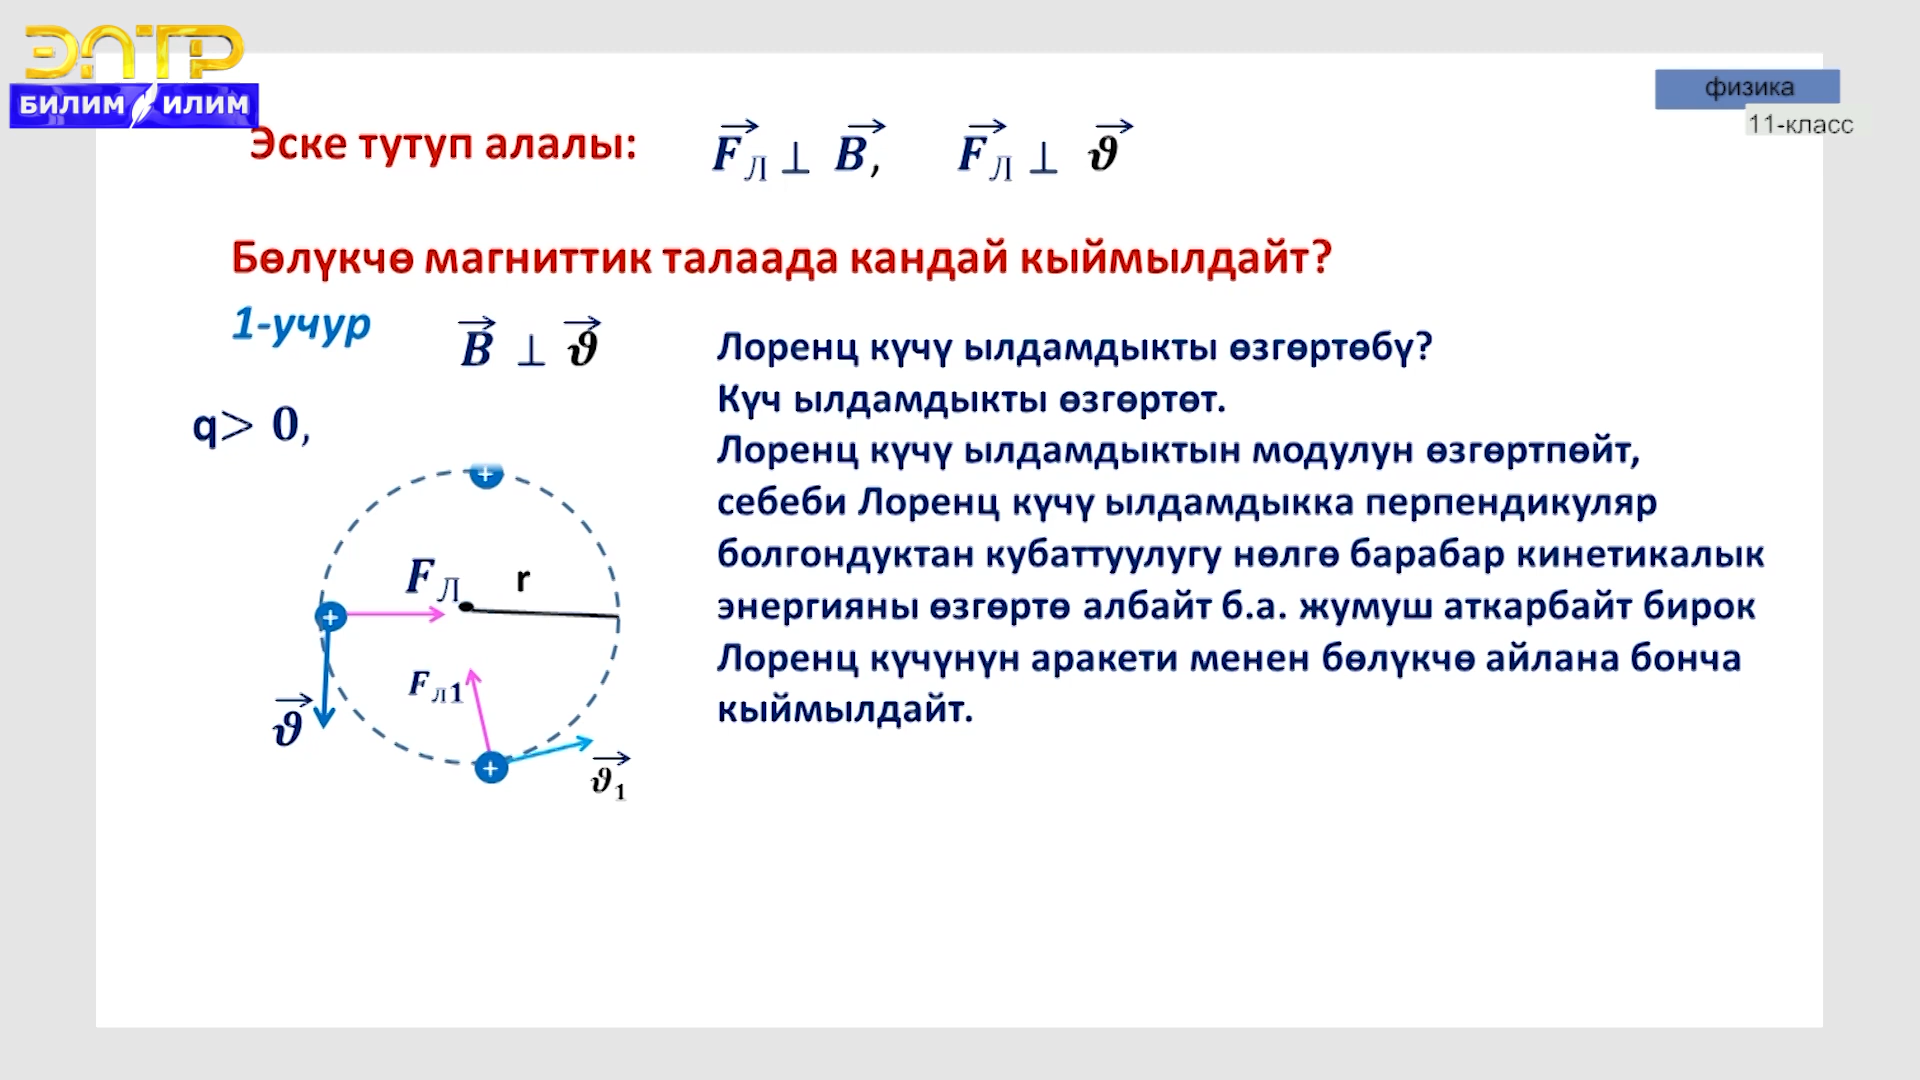 ЭЛТР
БИЛИМ ИЛИМ
физика
11-класс
Эске тутуп алалы: F⃗Л ⊥ B⃗, F⃗Л ⊥ ϑ⃗
Бөлүкчө магниттик талаада кандай кыймылдайт?
1-учур B⃗ ⊥ ϑ⃗
q> 0,
Лоренц күчү ылдамдыкты өзгөртөбү?
Күч ылдамдыкты өзгөртөт.
Лоренц күчү ылдамдыктын модулун өзгөртпөйт,
себеби Лоренц күчү ылдамдыкка перпендикуляр
болгондуктан кубаттуулугу нөлгө барабар кинетикалык
энергияны өзгөртө албайт б.а. жумуш аткарбайт бирок
Лоренц күчүнүн аракети менен бөлүкчө айлана бонча
кыймылдайт.
+
FЛ r
+
Fл1
ϑ⃗
+
ϑ⃗1